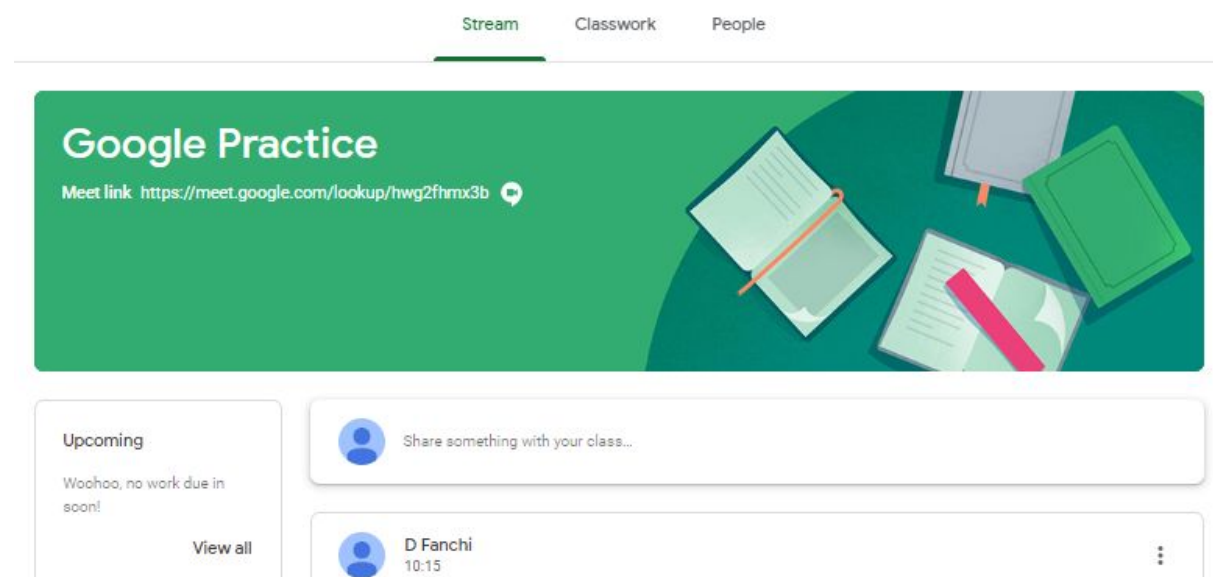 Stream Classwork People
Google Practice
Meet link https://meet.google.com/lookup/hwg2fhmx3b
Upcoming
Woohoo, no work due in
soon!
View all
Share something with your class...
D Fanchi
10:15